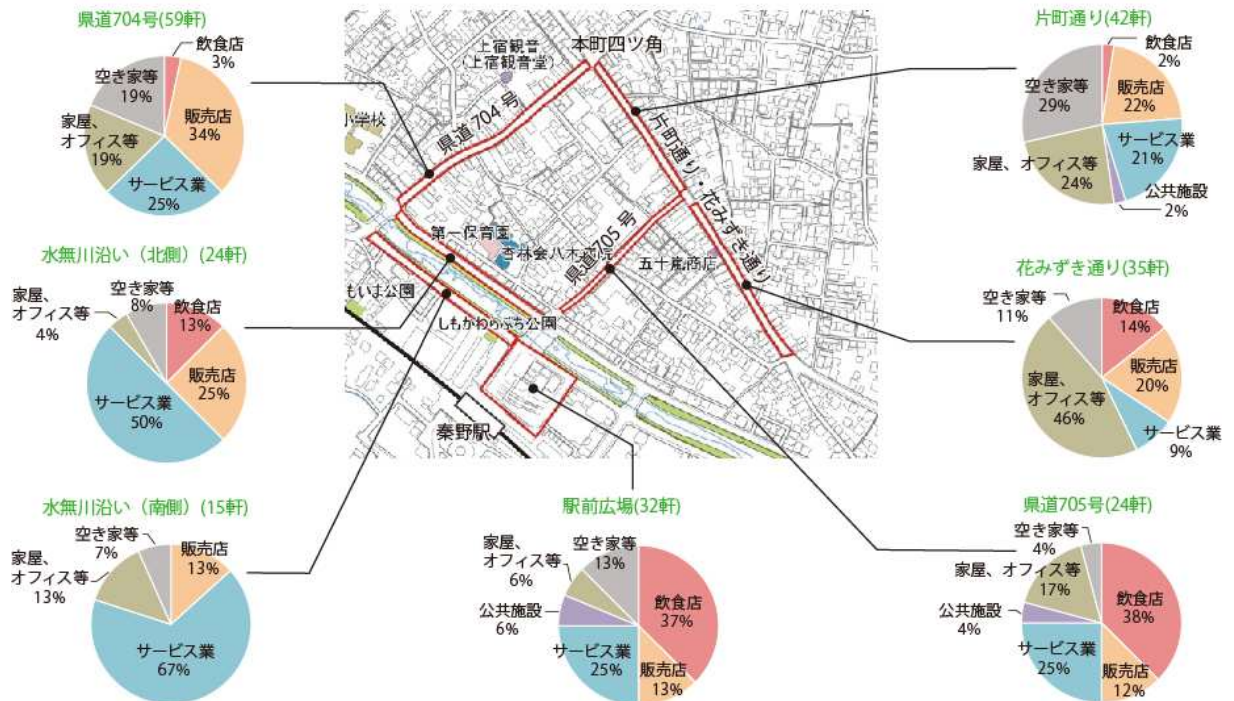 県道704号(59軒)
飲食店
3%
販売店
34%
サービス業
25%
家屋、
オフィス等
19%
空き家等
19%
水無川沿い（北側）(24軒)
飲食店
13%
販売店
25%
サービス業
50%
家屋、
オフィス等
4%
空き家等
8%
水無川沿い（南側）(15軒)
販売店
13%
サービス業
67%
家屋、
オフィス等
13%
空き家等
7%
本町四ツ角
上宿観音
(上宿観音堂)
小学校
県道704号
片町通り・花みずき通り
第一保育園
県道705号
五十嵐商店
もいま公園
しもかわらぶち公園
秦野駅
駅前広場(32軒)
飲食店
37%
販売店
13%
サービス業
25%
公共施設
6%
家屋、
オフィス等
6%
空き家等
13%
片町通り(42軒)
飲食店
2%
販売店
22%
サービス業
21%
公共施設
2%
家屋、オフィス等
24%
空き家等
29%
花みずき通り(35軒)
飲食店
14%
販売店
20%
サービス業
9%
家屋、
オフィス等
46%
空き家等
11%
県道705号(24軒)
飲食店
38%
販売店
12%
サービス業
25%
公共施設
4%
家屋、オフィス等
17%
空き家等
4%